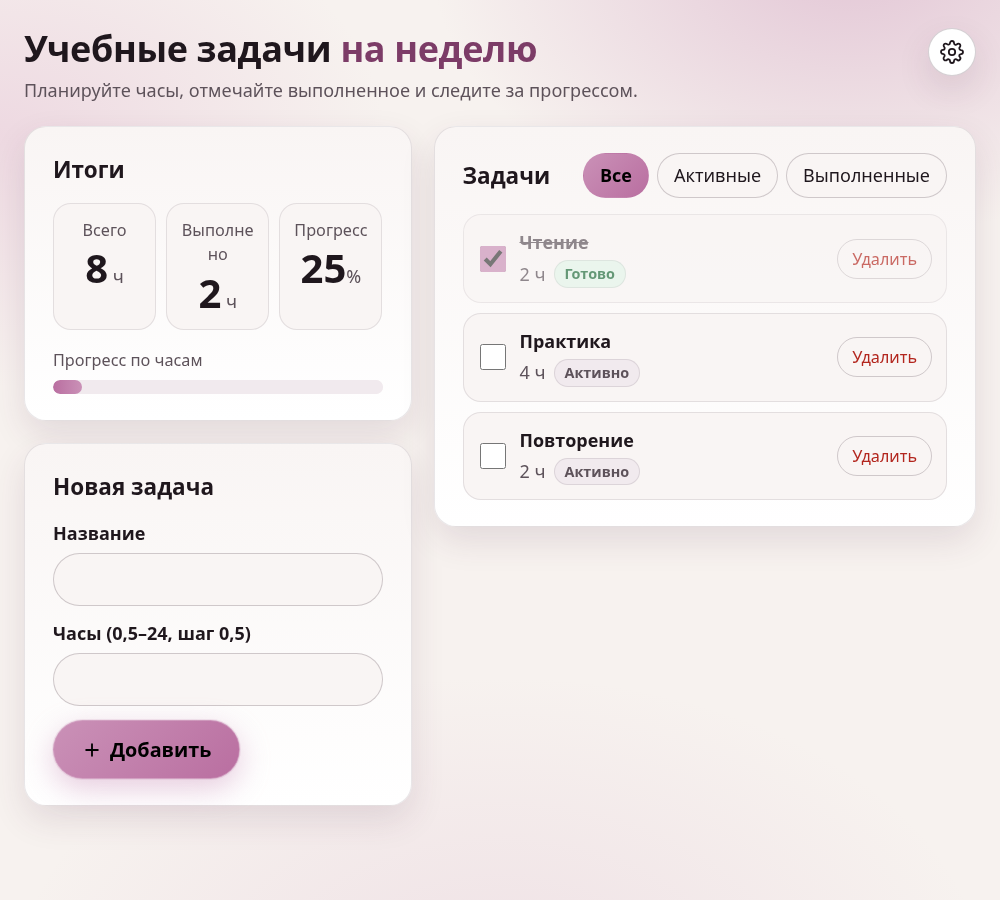 Учебные задачи на неделю
Планируйте часы, отмечайте выполненное и следите за прогрессом.
Итоги
Всего
8 ч
Выполне
но
2 ч
Прогресс
25%
Прогресс по часам
Новая задача
Название
Часы (0,5–24, шаг 0,5)
+ Добавить
Задачи
Все
Активные
Выполненные
Чтение
2 ч Готово
Удалить
Практика
4 ч Активно
Удалить
Повторение
2 ч Активно
Удалить